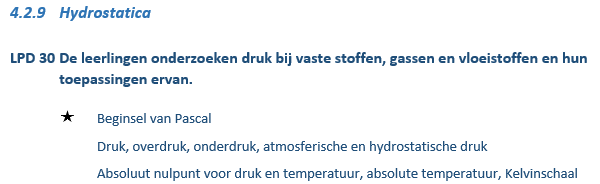 4.2.9 Hydrostatica
LPD 30 De leerlingen onderzoeken druk bij vaste stoffen, gassen en vloeistoffen en hun
toepassingen ervan.
Beginsel van Pascal
Druk, overdruk, onderdruk, atmosferische en hydrostatische druk
Absoluut nulpunt voor druk en temperatuur, absolute temperatuur, Kelvinschaal